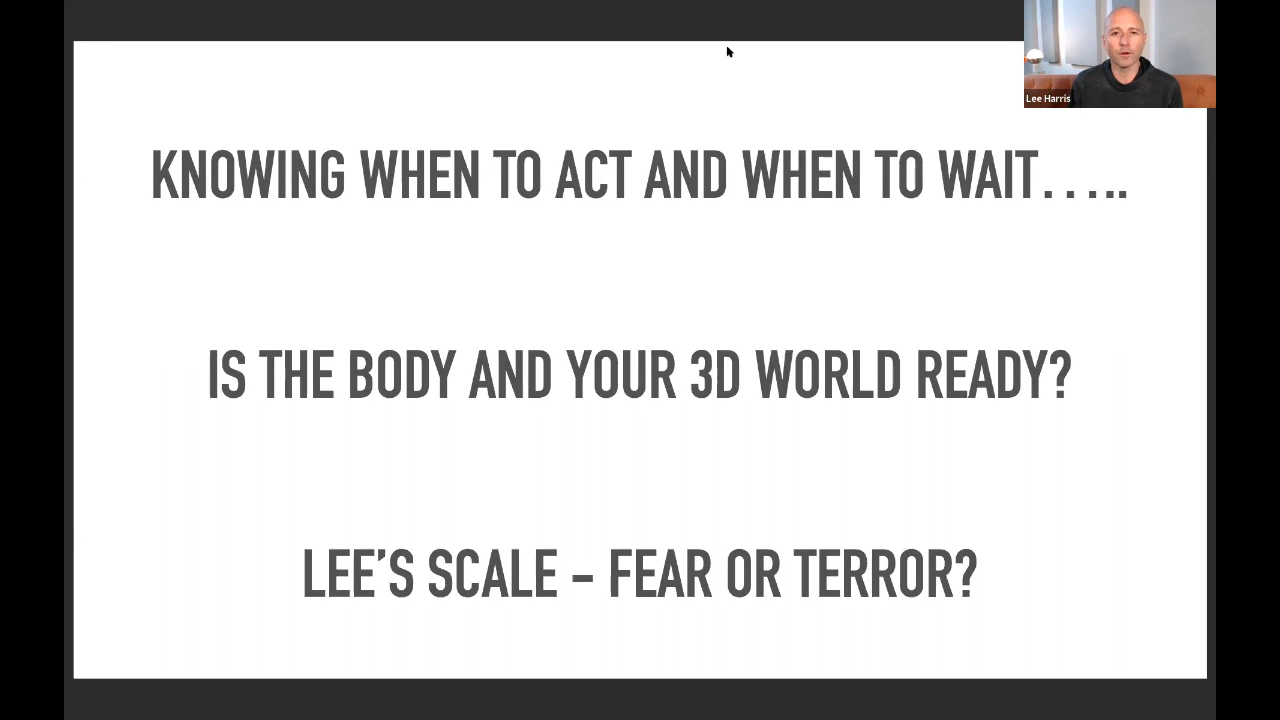 Lee Harris
KNOWING WHEN TO ACT AND WHEN TO WAIT.....
IS THE BODY AND YOUR 3D WORLD READY?
LEE'S SCALE - FEAR OR TERROR?